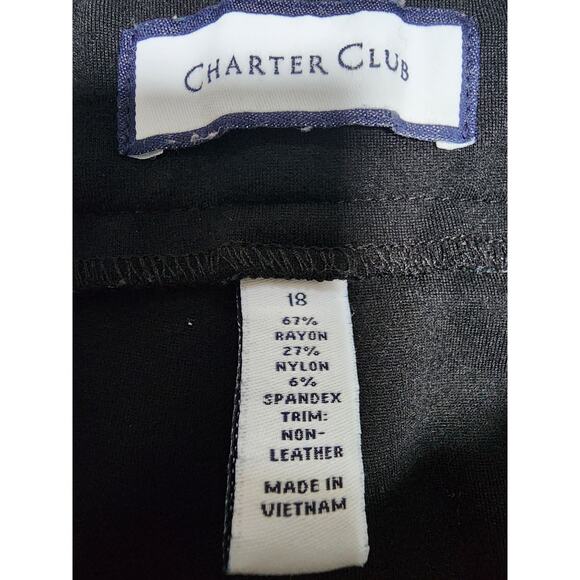 CHARTER CLUB
18
67%
RAYON
27%
NYLON
6%
SPANDEX
TRIM:
NON-
LEATHER
MADE IN
VIETNAM